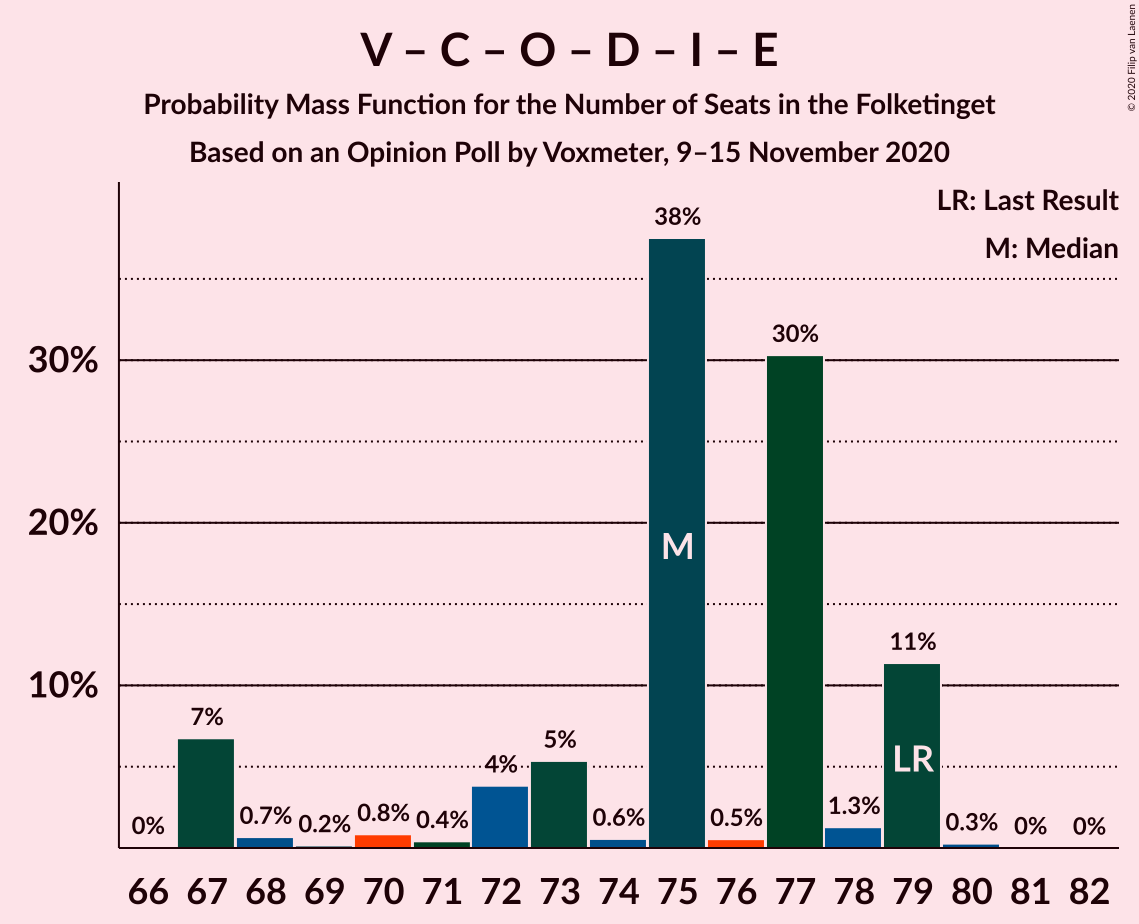 V – C – O – D – I – E
Probability Mass Function for the Number of Seats in the Folketinget
Based on an Opinion Poll by Voxmeter, 9–15 November 2020
© 2020 Filip van Laenen
LR: Last Result
M: Median
30%
20%
10%
0%
7%
0.7%
0.2%
0.8%
0.4%
4%
5%
0.6%
38%
0.5%
30%
1.3%
11%
0.3%
0%
0%
M
LR
66 67 68 69 70 71 72 73 74 75 76 77 78 79 80 81 82